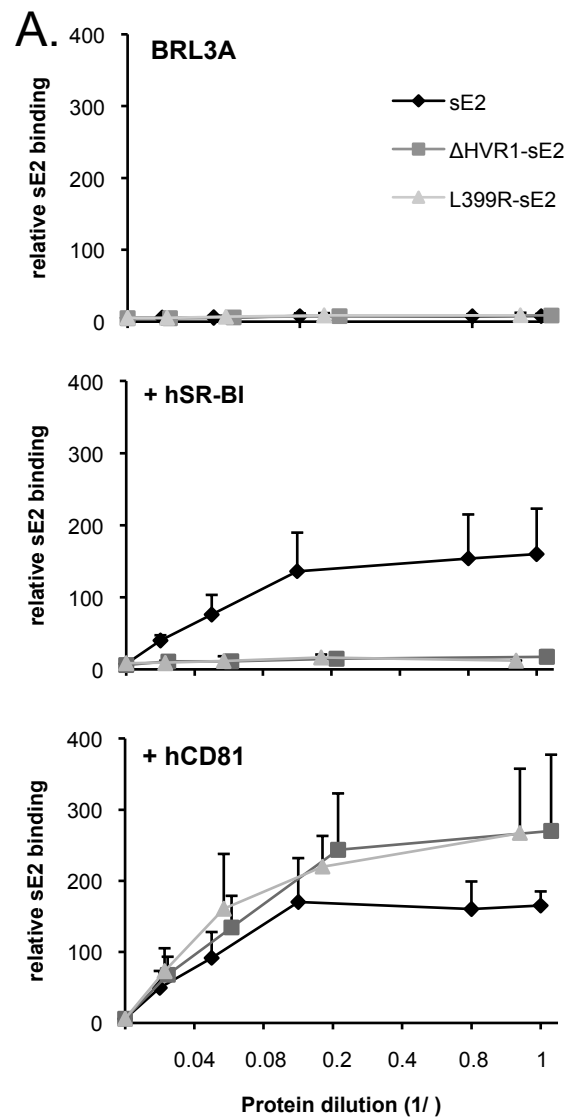 A.
BRL3A
relative sE2 binding
400
300
200
100
0
sE2
ΔHVR1-sE2
L399R-sE2
+ hSR-BI
relative sE2 binding
400
300
200
100
0
+ hCD81
relative sE2 binding
400
300
200
100
0
0.04 0.08 0.2 0.4 0.8 1
Protein dilution (1/ )